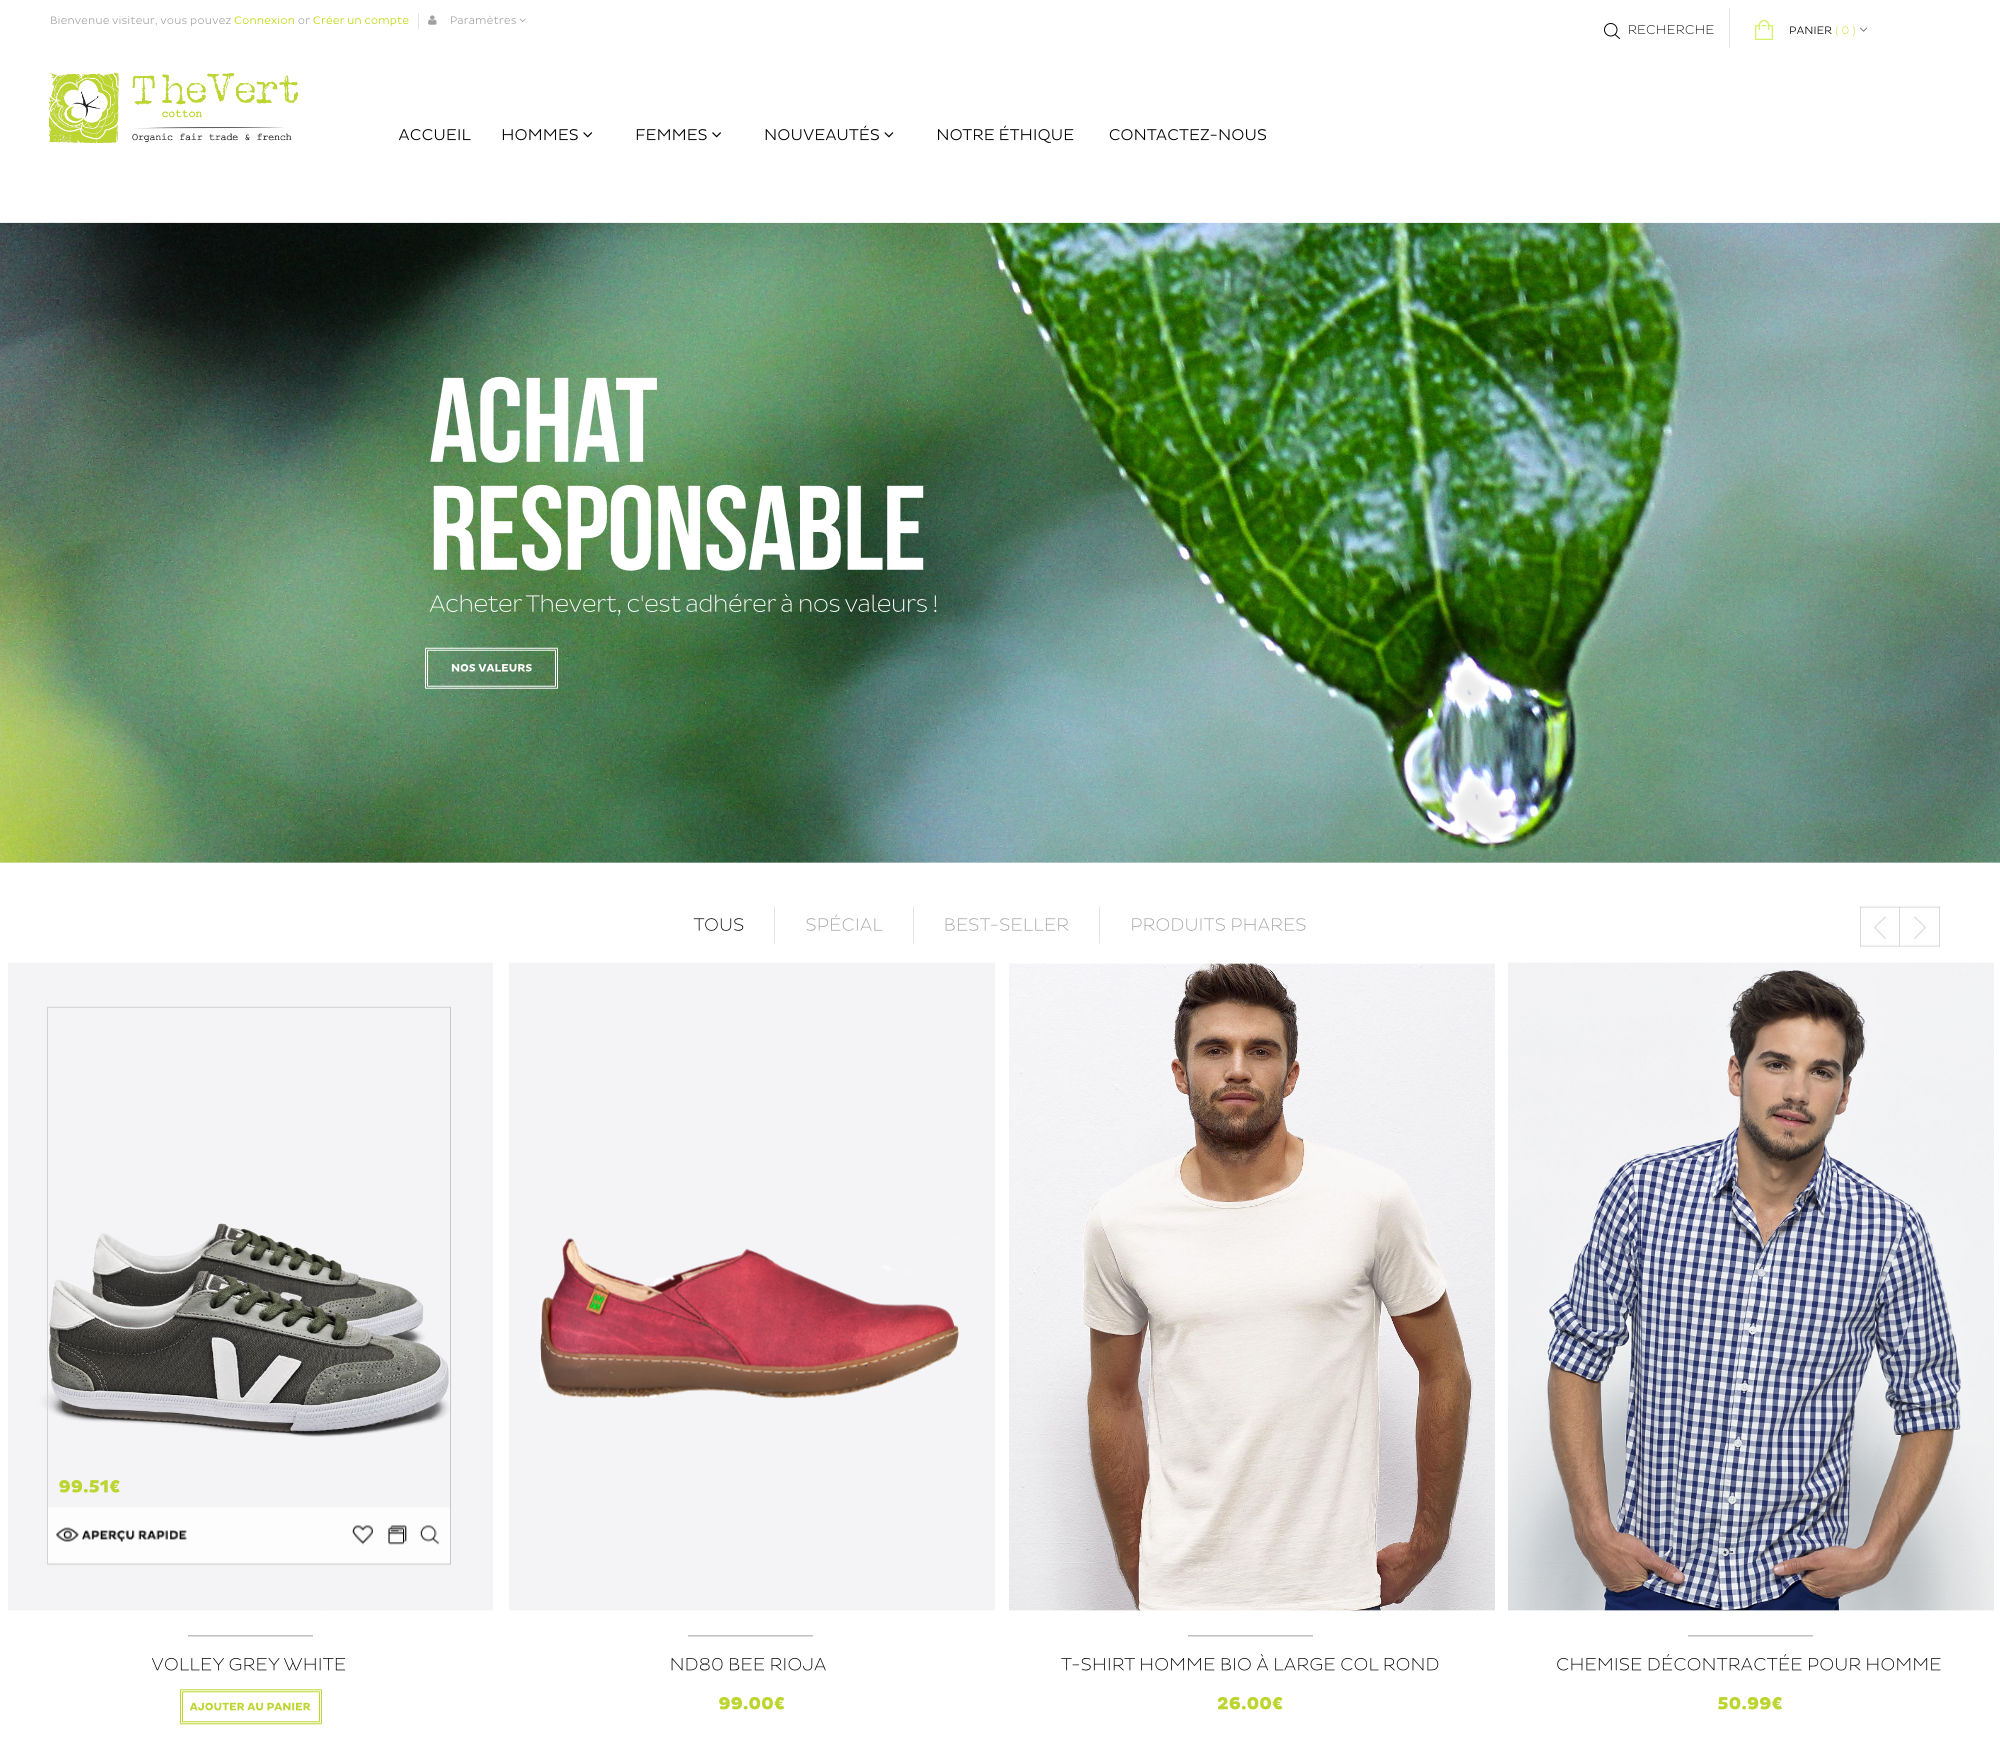 Bienvenue visiteur, vous pouvez Connexion or Créer un compte
Paramètres
RECHERCHE
PANIER ( 0 )
TheVert
cotton
Organic fair trade & french
ACCUEIL
HOMMES
FEMMES
NOUVEAUTÉS
NOTRE ÉTHIQUE
CONTACTEZ-NOUS
ACHAT
RESPONSABLE
Acheter Thevert, c'est adhérer à nos valeurs !
NOS VALEURS
TOUS
SPÉCIAL
BEST-SELLER
PRODUITS PHARES
99.51€
APERÇU RAPIDE
VOLLEY GREY WHITE
AJOUTER AU PANIER
ND80 BEE RIOJA
99.00€
T-SHIRT HOMME BIO À LARGE COL ROND
26.00€
CHEMISE DÉCONTRACTÉE POUR HOMME
50.99€